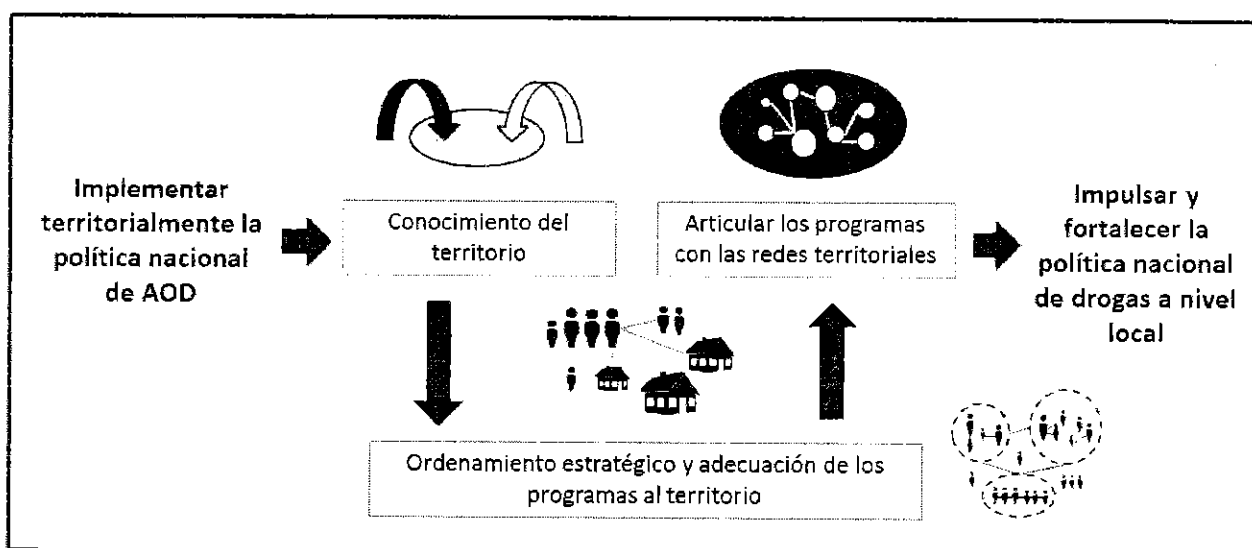 Implementar
territorialmente la
política nacional
de AOD
Conocimiento del
territorio
Ordenamiento estratégico y adecuación de los
programas al territorio
Articular los programas
con las redes territoriales
Impulsar y
fortalecer la
política nacional
de drogas a nivel
local